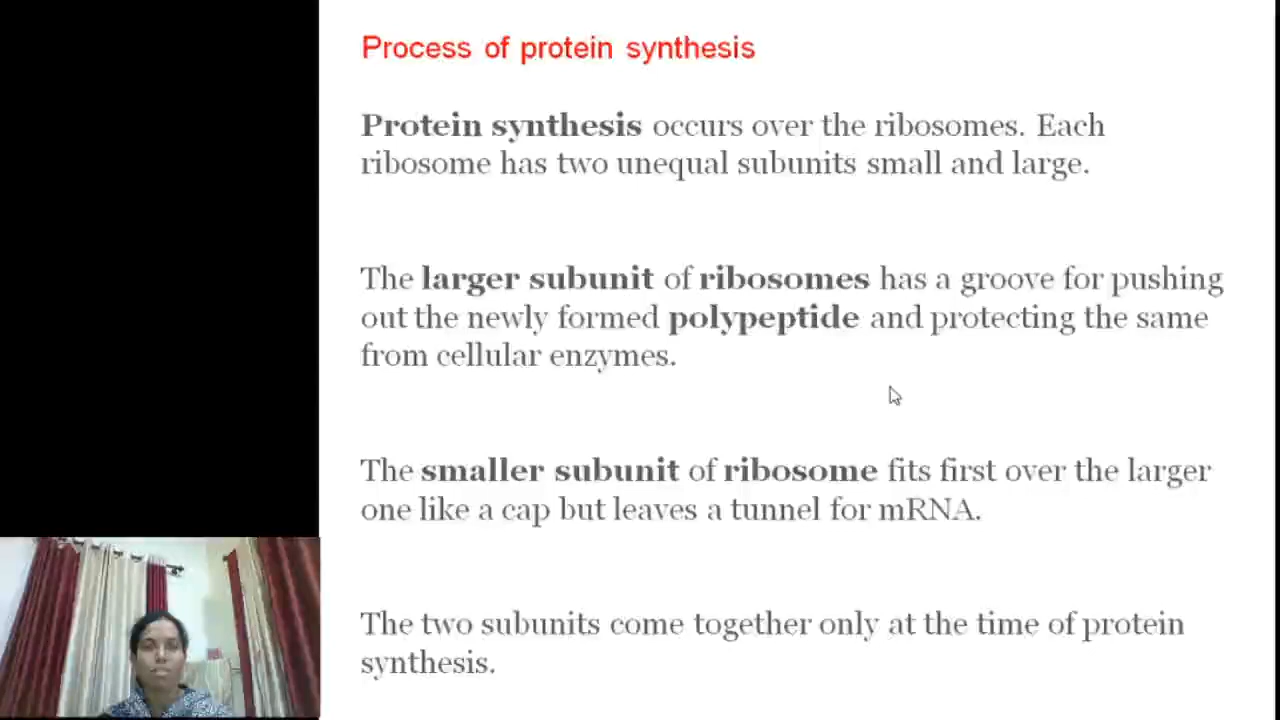 Process of protein synthesis
Protein synthesis occurs over the ribosomes. Each
ribosome has two unequal subunits small and large.
The larger subunit of ribosomes has a groove for pushing
out the newly formed polypeptide and protecting the same
from cellular enzymes.
The smaller subunit of ribosome fits first over the larger
one like a cap but leaves a tunnel for mRNA.
The two subunits come together only at the time of protein
synthesis.